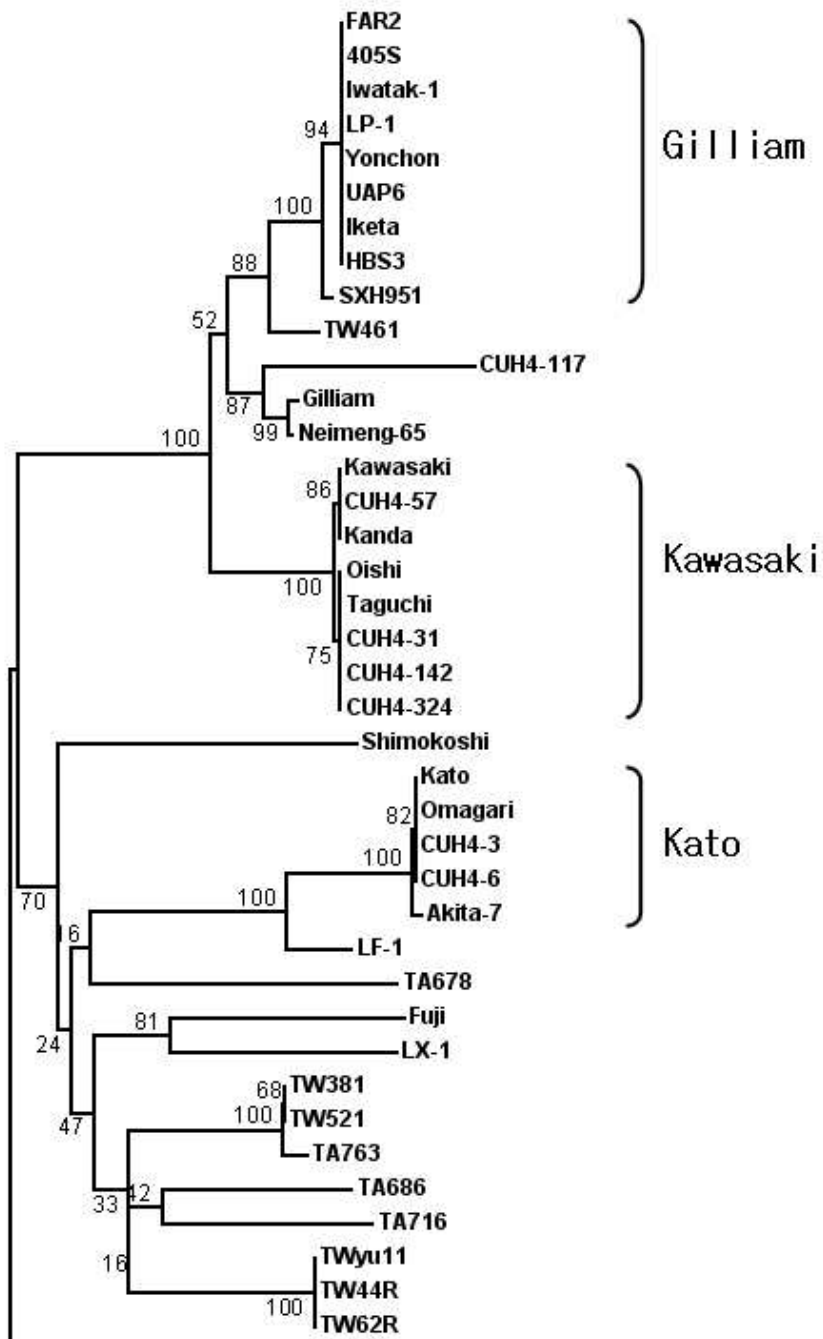 FAR2
405S
Iwatak-1
LP-1
94
Gilliam
Yonchon
UAP6
100
Iketa
HBS3
88
SXH951
52
TW461
CUH4-117
87
Gilliam
99
Neimeng-65
100
Kawasaki
86
CUH4-57
Kanda
Kawasaki
Oishi
100
Taguchi
CUH4-31
75
CUH4-142
CUH4-324
Shimokoshi
Kato
82
Omagari
CUH4-3
Kato
100
CUH4-6
70
100
Akita-7
16
LF-1
TA678
81
Fuji
24
LX-1
68
TW381
100
TW521
47
TA763
33
42
TA686
TA716
16
TWyu11
TW44R
100
TW62R